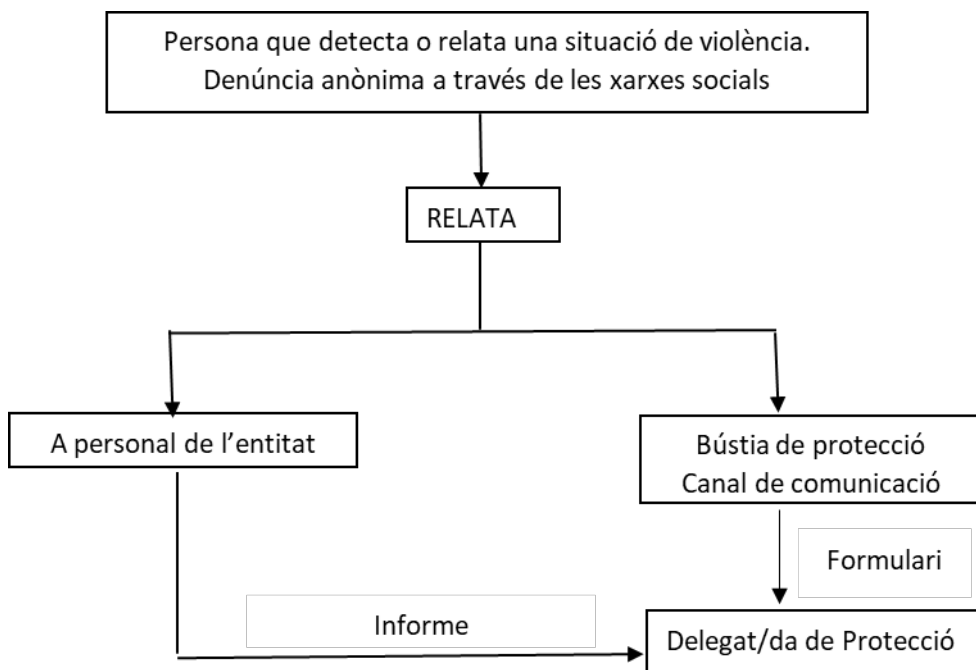 Persona que detecta o relata una situació de violència.
Denúncia anònima a través de les xarxes socials
RELATA
A personal de l'entitat
Bústia de protecció
Canal de comunicació
Formulari
Informe
Delegat/da de Protecció